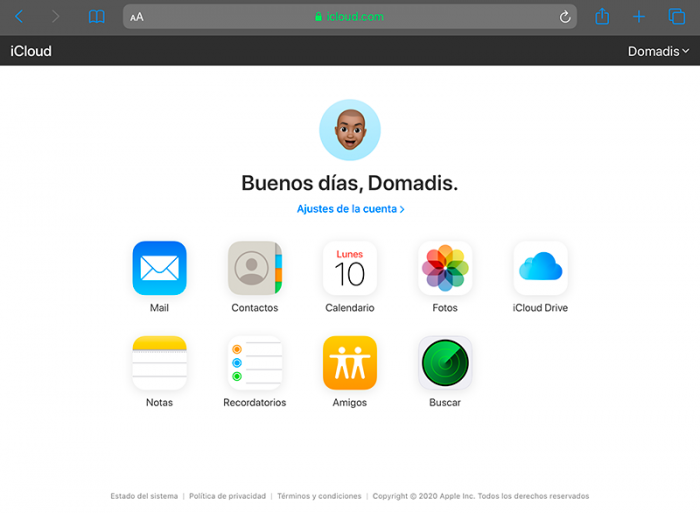 AA icloud.com
iCloud Domadis
Buenos días, Domadis.
Ajustes de la cuenta >
Lunes
10
Mail Contactos Calendario Fotos iCloud Drive
Notas Recordatorios Amigos Buscar
Estado del sistema | Política de privacidad | Términos y condiciones | Copyright © 2020 Apple Inc. Todos los derechos reservados